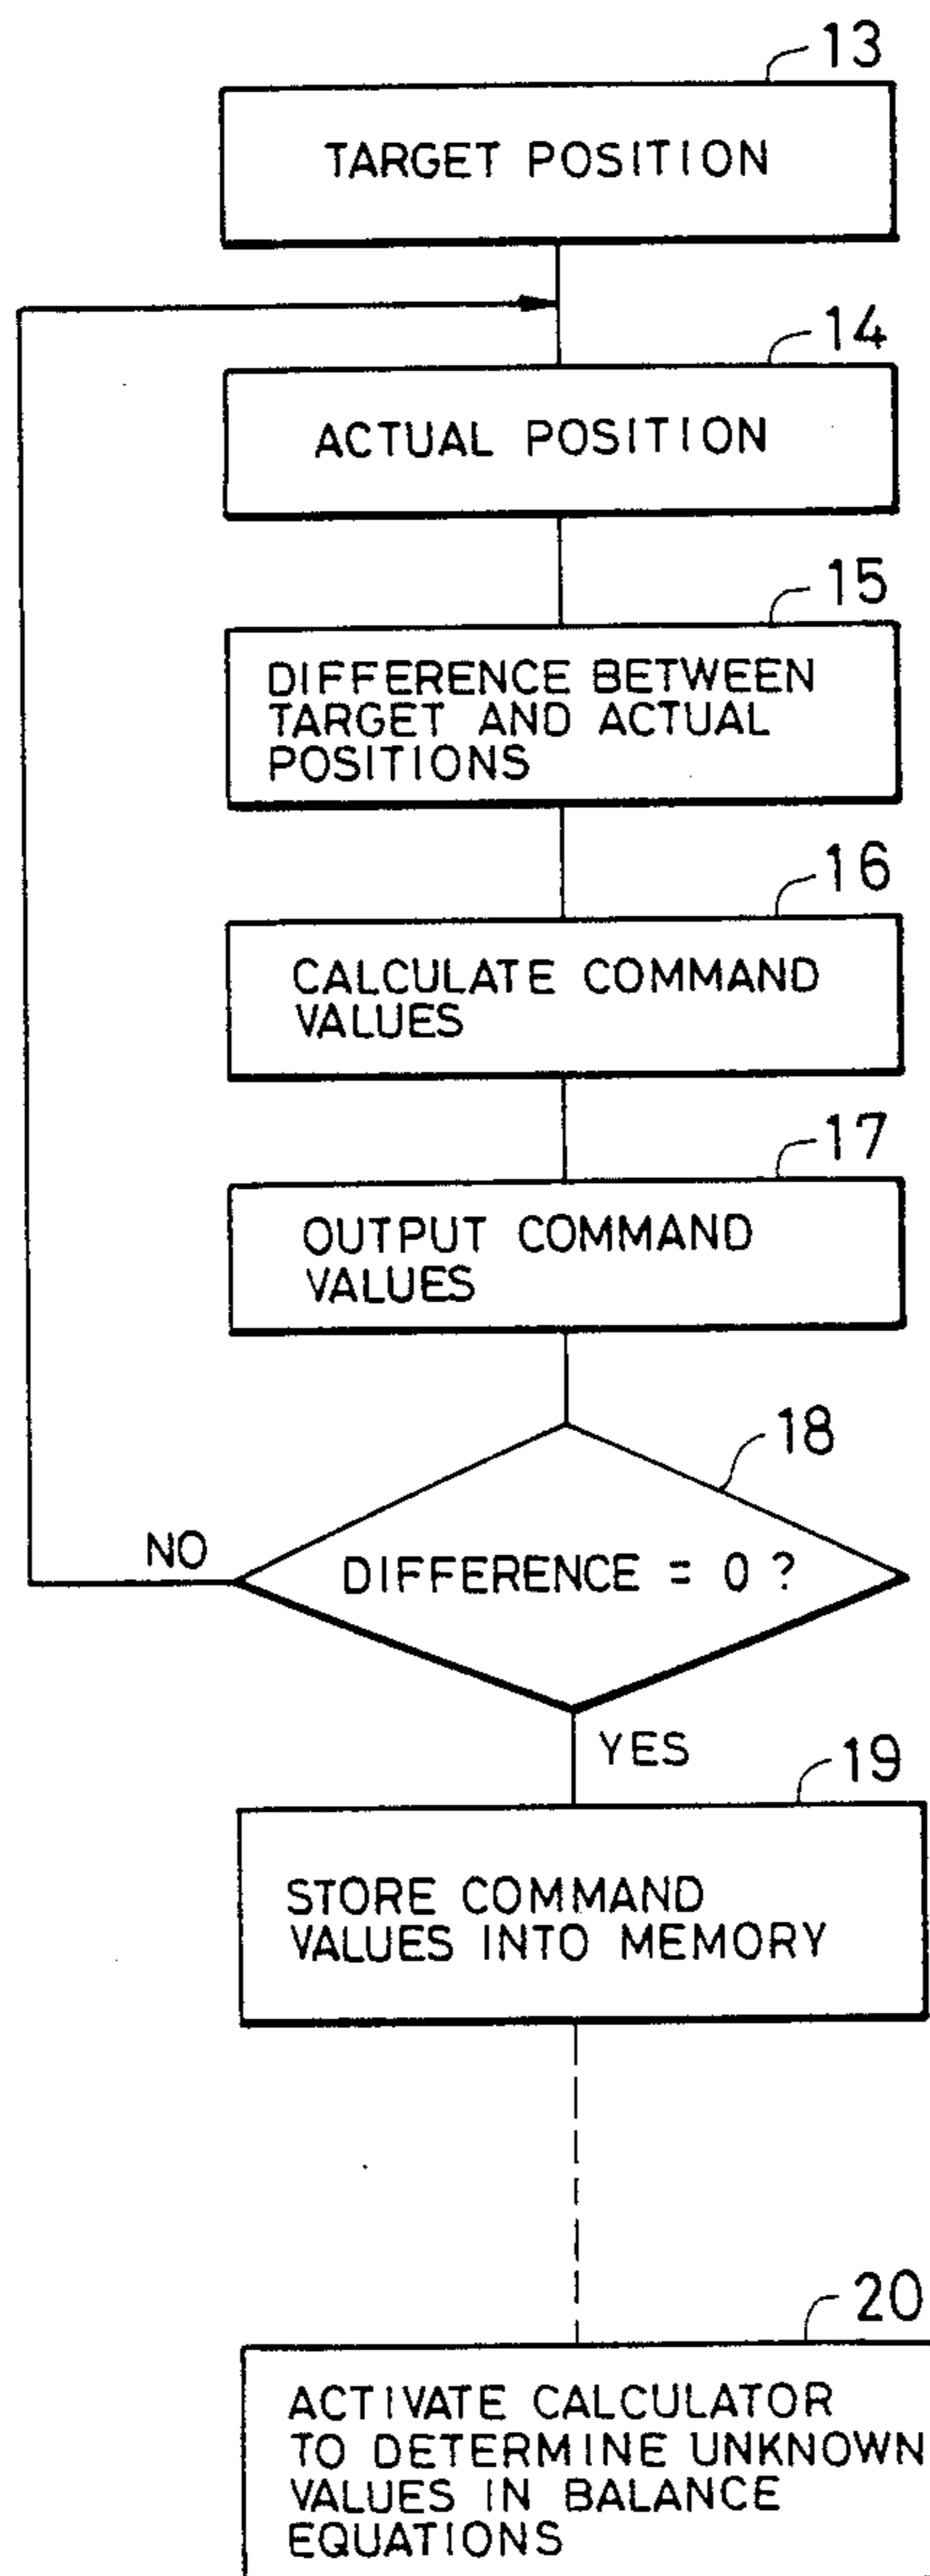 13
TARGET POSITION
14
ACTUAL POSITION
15
DIFFERENCE BETWEEN
TARGET AND ACTUAL
POSITIONS
16
CALCULATE COMMAND
VALUES
17
OUTPUT COMMAND
VALUES
18
NO
DIFFERENCE = 0 ?
YES
19
STORE COMMAND
VALUES INTO MEMORY
20
ACTIVATE CALCULATOR
TO DETERMINE UNKNOWN
VALUES IN BALANCE
EQUATIONS